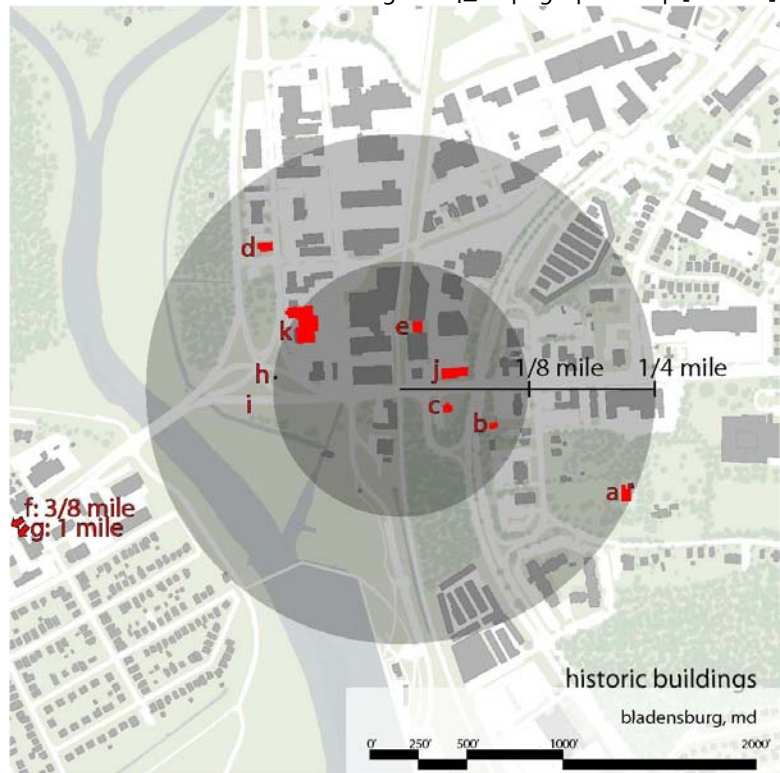 d
k
e
h
j
1/8 mile
1/4 mile
i
c
b
a
f: 3/8 mile
g: 1 mile
historic buildings
bladensburg, md
0' 250' 500' 1000' 2000'